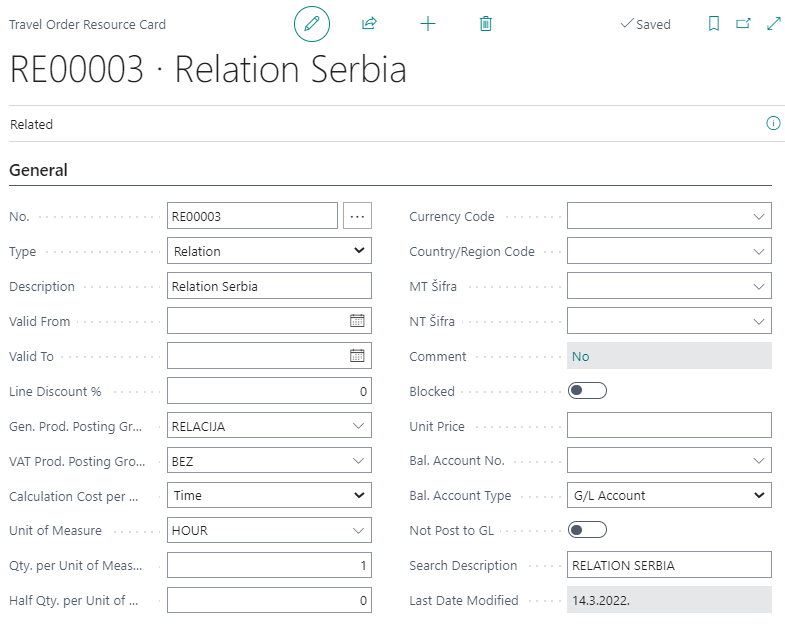 Travel Order Resource Card
Saved
RE00003 · Relation Serbia
Related
General
No. RE00003 ...
Type Relation
Description Relation Serbia
Valid From
Valid To
Line Discount % 0
Gen. Prod. Posting Gr... RELACIJA
VAT Prod. Posting Gro... BEZ
Calculation Cost per ... Time
Unit of Measure HOUR
Qty. per Unit of Meas... 1
Half Qty. per Unit of ... 0
Currency Code
Country/Region Code
MT Šifra
NT Šifra
Comment No
Blocked
Unit Price
Bal. Account No.
Bal. Account Type G/L Account
Not Post to GL
Search Description RELATION SERBIA
Last Date Modified 14.3.2022.